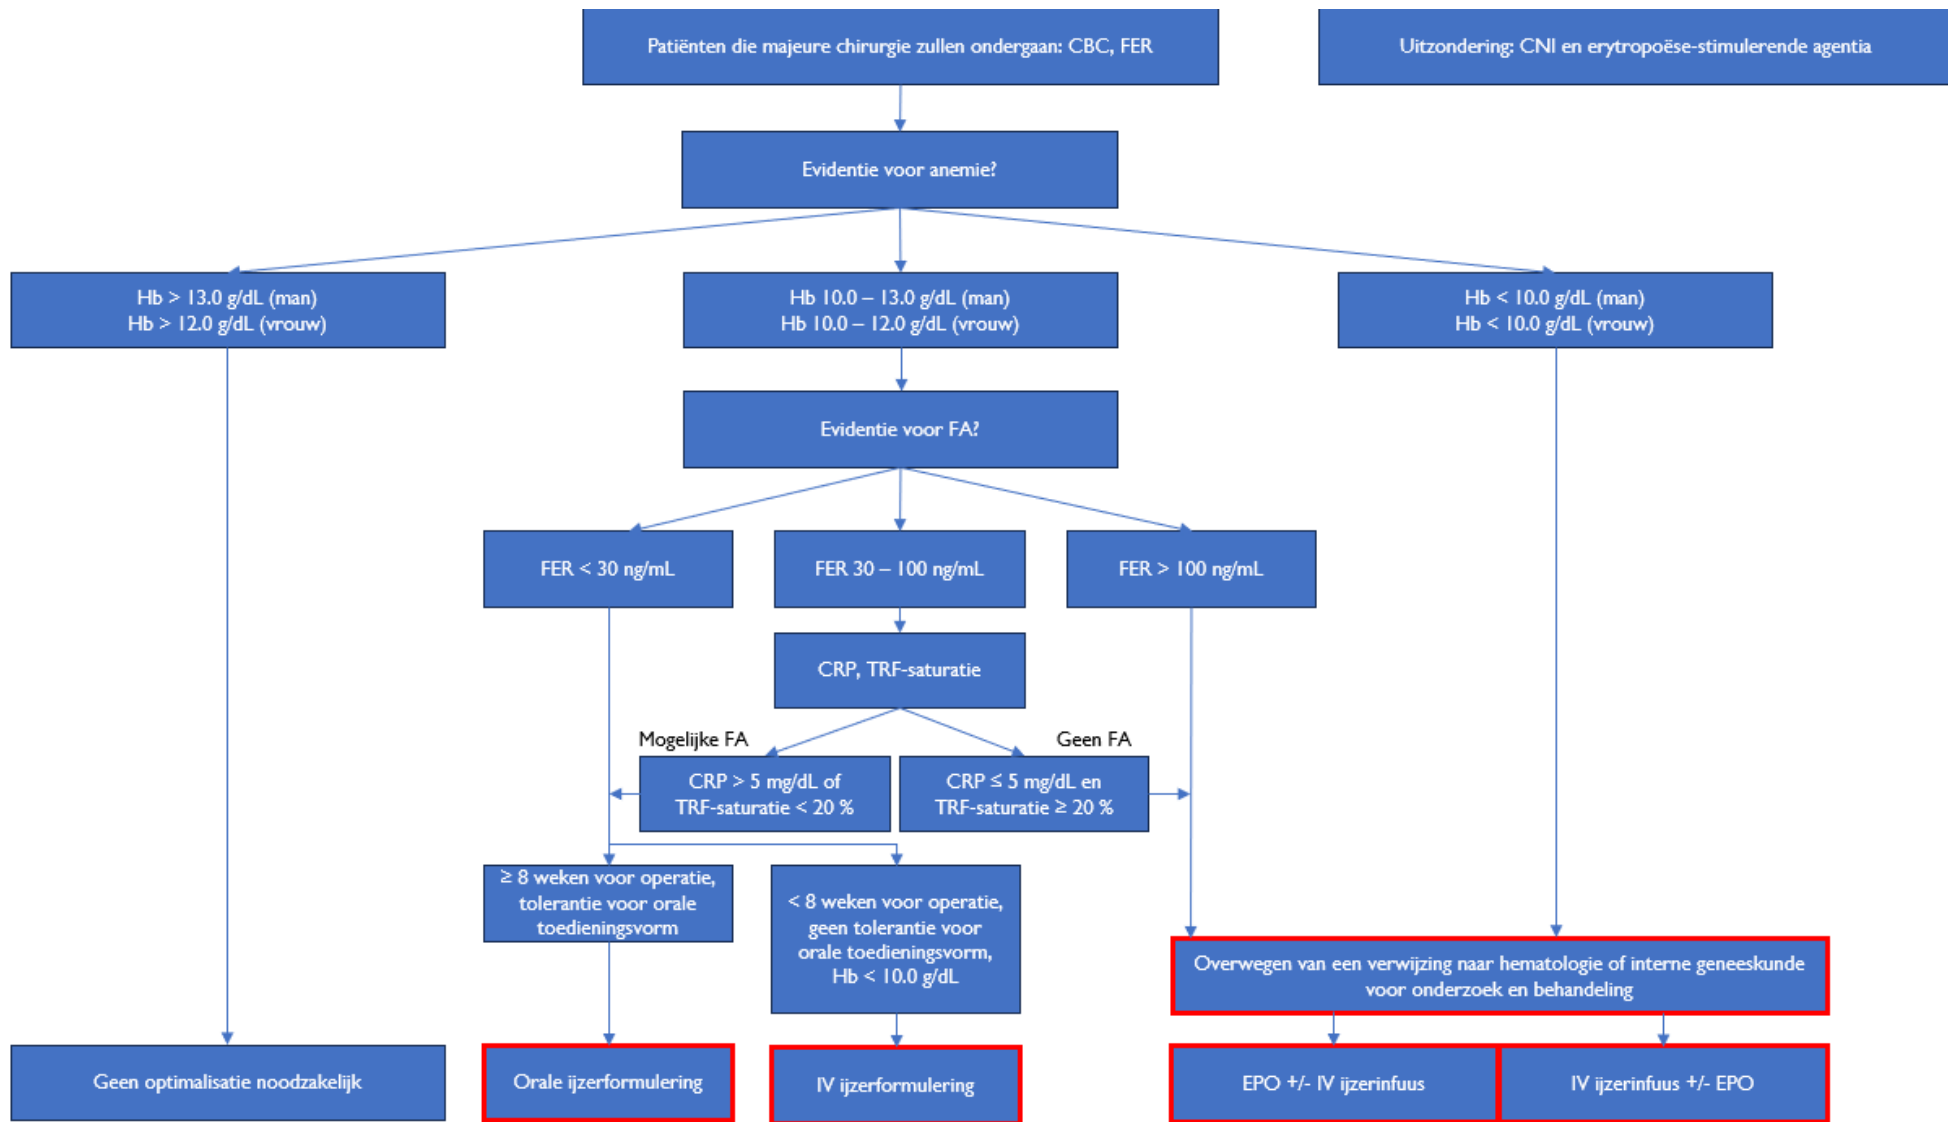 Patiënten die majeure chirurgie zullen ondergaan: CBC, FER
Uitzondering: CNI en erytropoëse-stimulerende agentia
Evidentie voor anemie?
Hb > 13.0 g/dL (man)
Hb > 12.0 g/dL (vrouw)
Hb 10.0 – 13.0 g/dL (man)
Hb 10.0 – 12.0 g/dL (vrouw)
Hb < 10.0 g/dL (man)
Hb < 10.0 g/dL (vrouw)
Evidentie voor FA?
FER < 30 ng/mL
FER 30 – 100 ng/mL
FER > 100 ng/mL
CRP, TRF-saturatie
Mogelijke FA
Geen FA
CRP > 5 mg/dL of
TRF-saturatie < 20 %
CRP ≤ 5 mg/dL en
TRF-saturatie ≥ 20 %
≥ 8 weken voor operatie,
tolerantie voor orale
toedieningsvorm
< 8 weken voor operatie,
geen tolerantie voor
orale toedieningsvorm,
Hb < 10.0 g/dL
Overwegen van een verwijzing naar hematologie of interne geneeskunde
voor onderzoek en behandeling
Geen optimalisatie noodzakelijk
Orale ijzerformulering
IV ijzerformulering
EPO +/- IV ijzerinfuus
IV ijzerinfuus +/- EPO